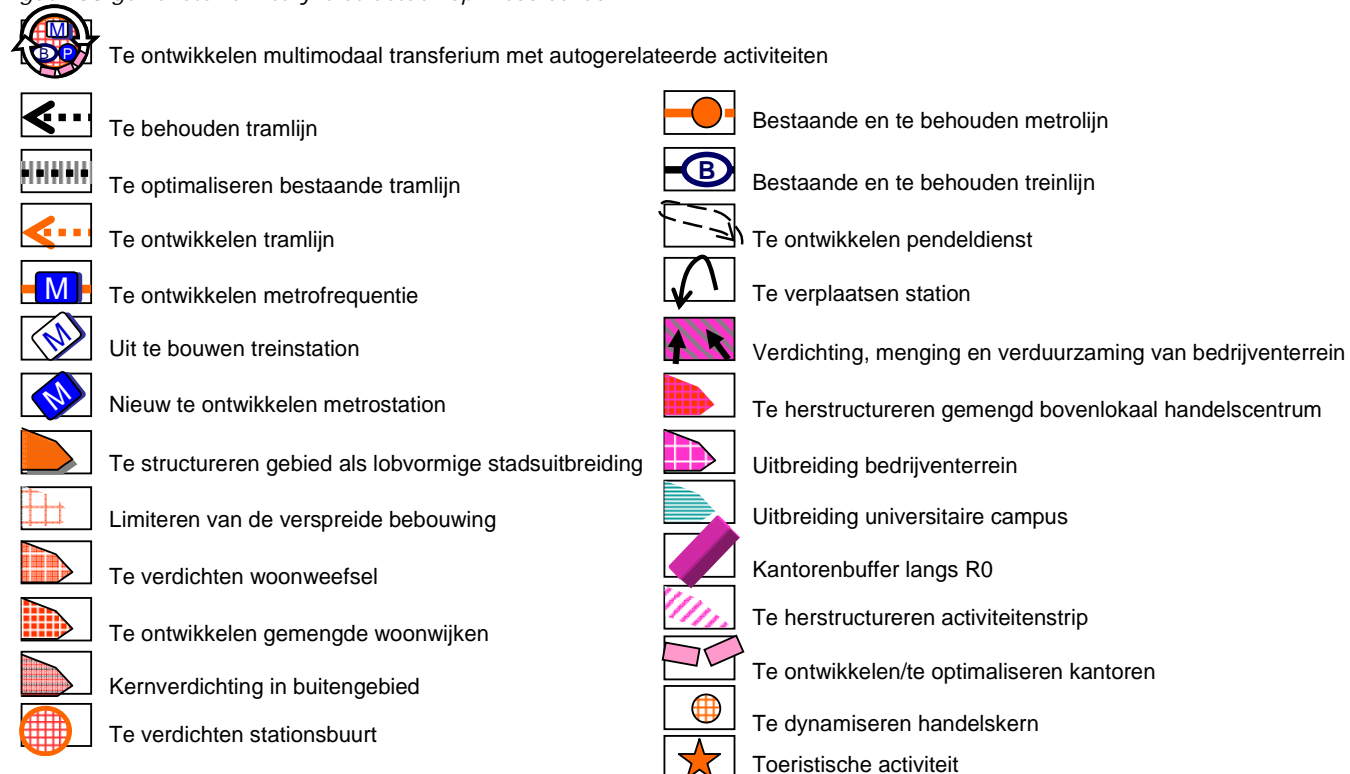 M
B P
Te ontwikkelen multimodaal transferium met autogerelateerde activiteiten
Te behouden tramlijn
Te optimaliseren bestaande tramlijn
Te ontwikkelen tramlijn
M Te ontwikkelen metrofrequentie
M Uit te bouwen treinstation
M Nieuw te ontwikkelen metrostation
Te structureren gebied als lobvormige stadsuitbreiding
Limiteren van de verspreide bebouwing
Te verdichten woonweefsel
Te ontwikkelen gemengde woonwijken
Kernverdichting in buitengebied
Te verdichten stationsbuurt
Bestaande en te behouden metrolijn
B Bestaande en te behouden treinlijn
Te ontwikkelen pendeldienst
Te verplaatsen station
Verdichting, menging en verduurzaming van bedrijventerrein
Te herstructureren gemengd bovenlokaal handelscentrum
Uitbreiding bedrijventerrein
Uitbreiding universitaire campus
Kantorenbuffer langs R0
Te herstructureren activiteitenstrip
Te ontwikkelen/te optimaliseren kantoren
Te dynamiseren handelskern
Toeristische activiteit